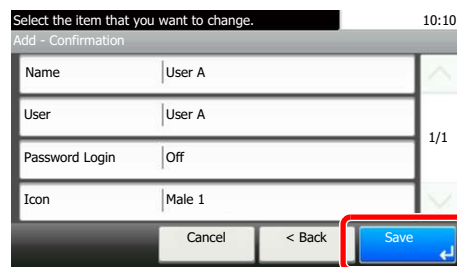 Select the item that you want to change. 10:10
Add - Confirmation
Name User A
User User A
1/1
Password Login Off
Icon Male 1
Cancel < Back Save